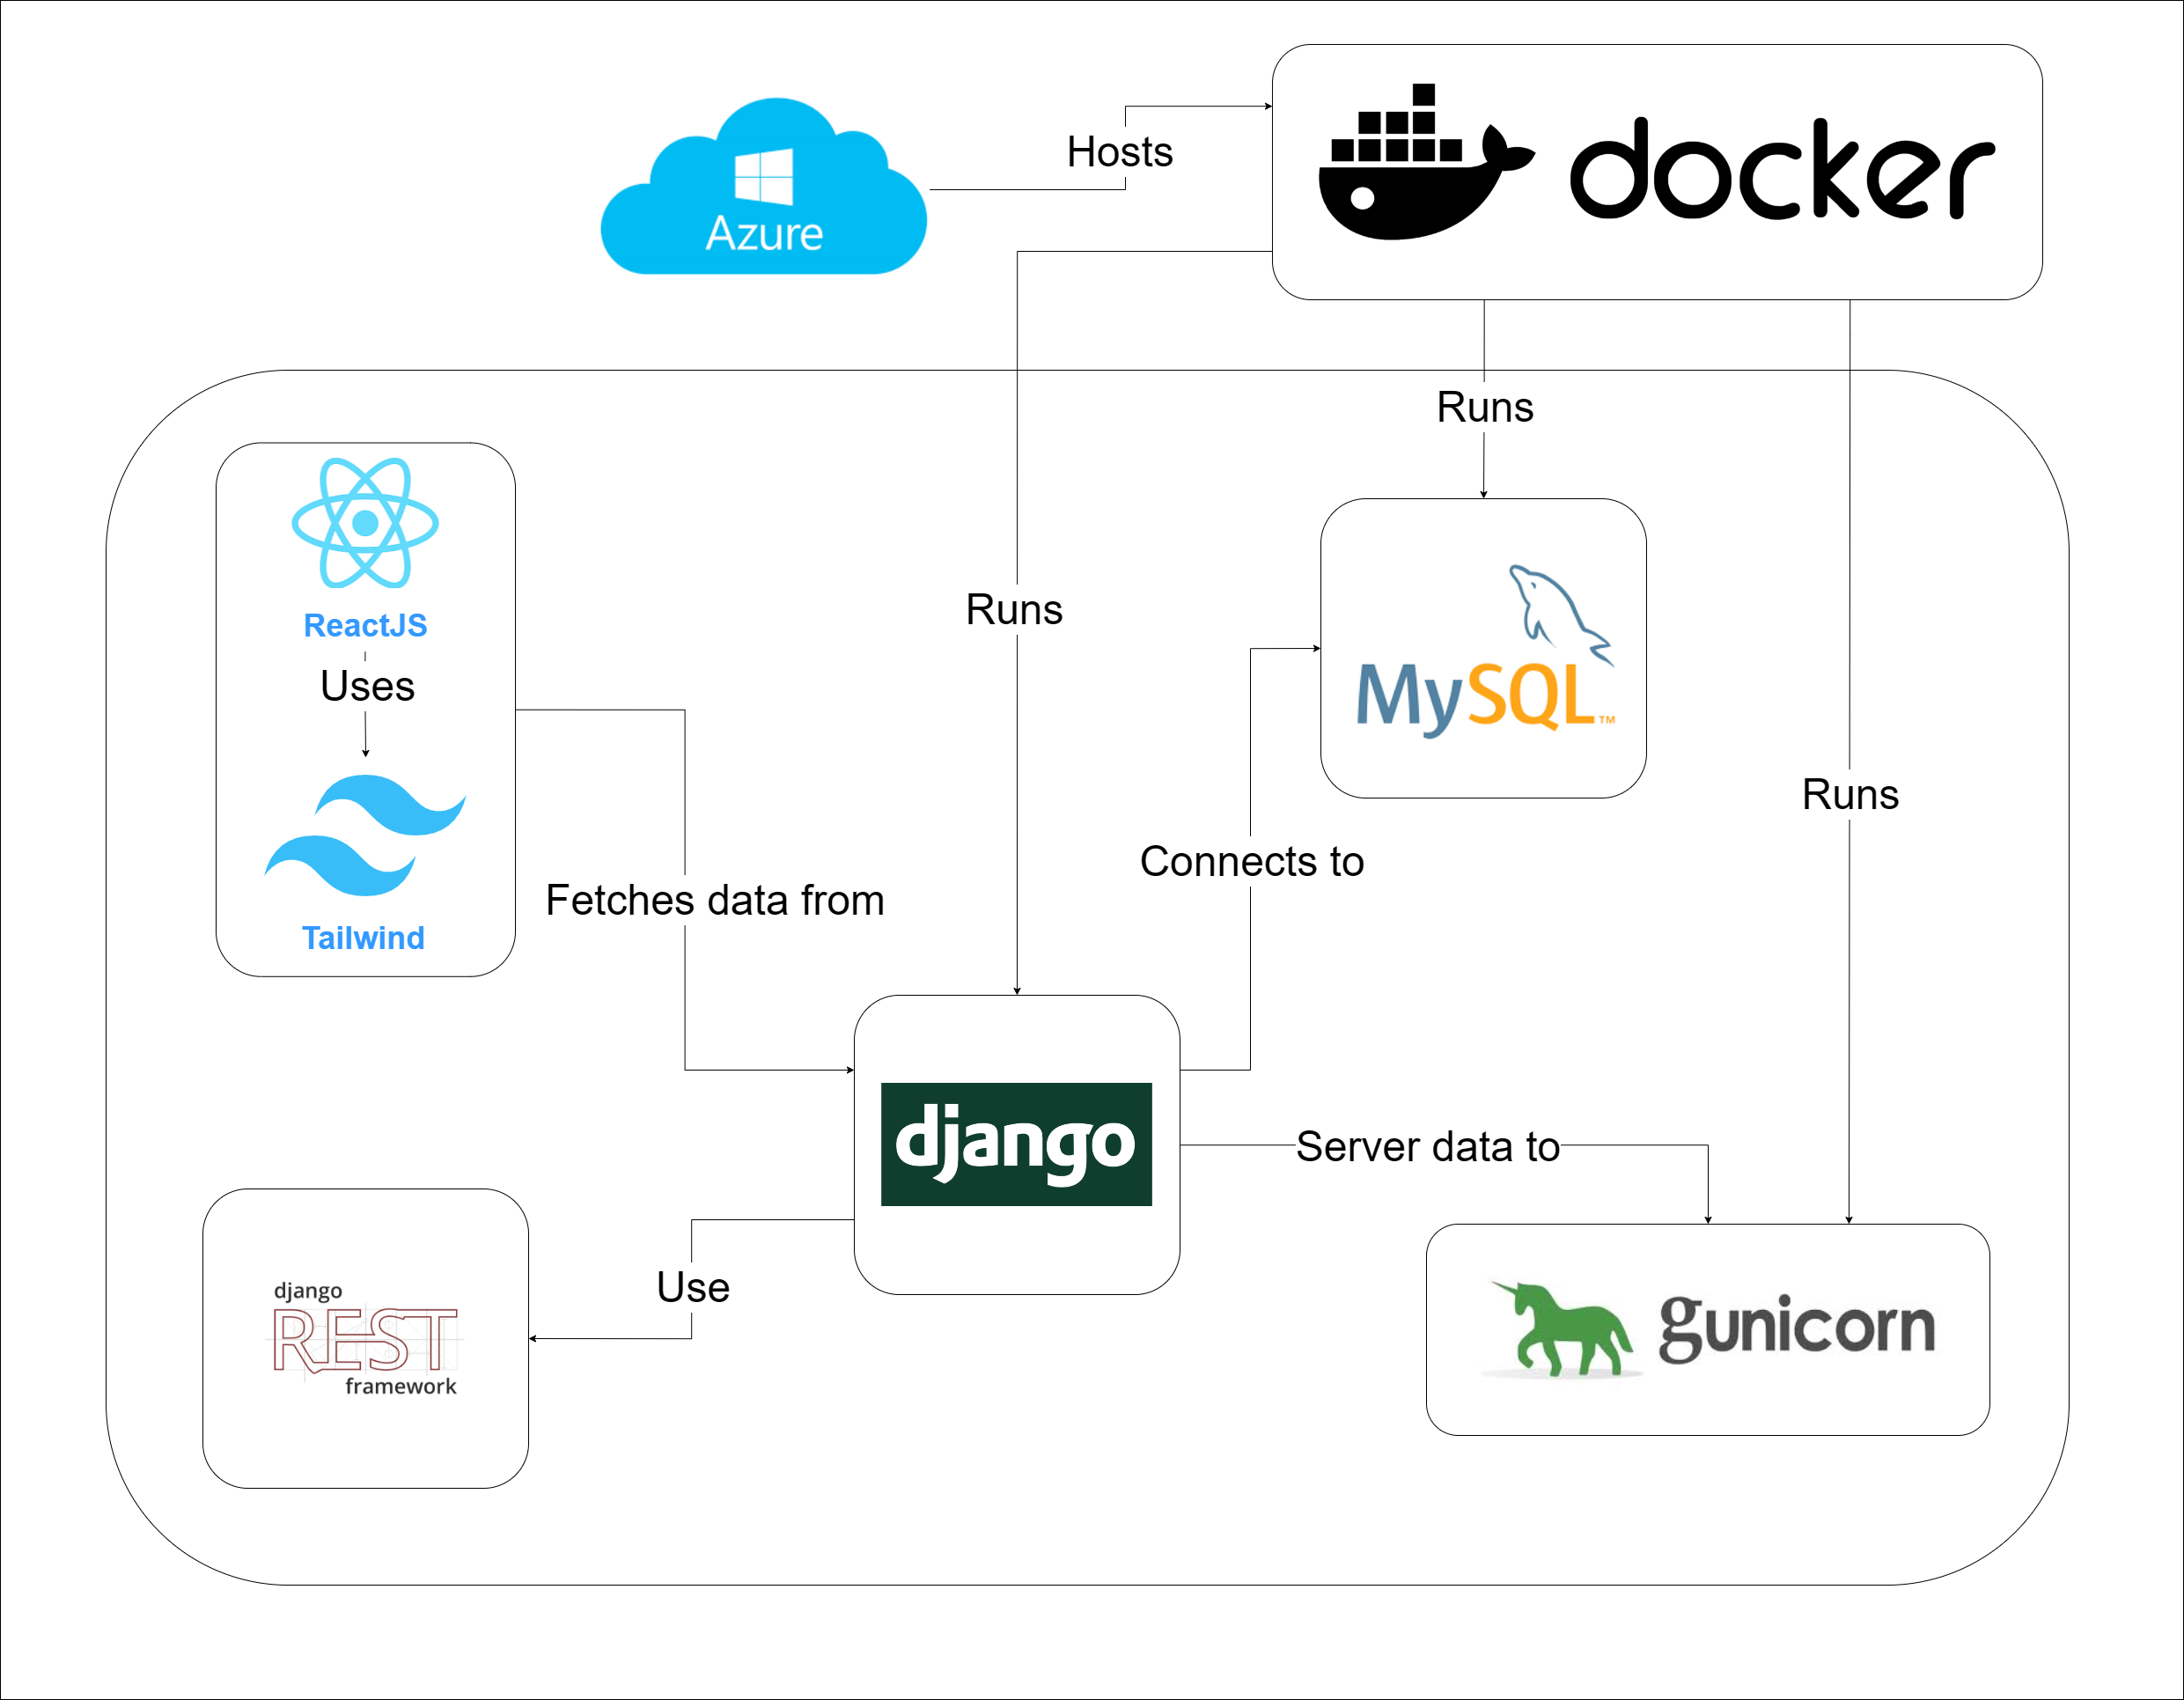 Azure
Hosts
docker
Runs
ReactJS
Uses
Tailwind
Runs
MySQL™
Runs
Connects to
Fetches data from
django
Server data to
Use
django
REST
framework
gunicorn